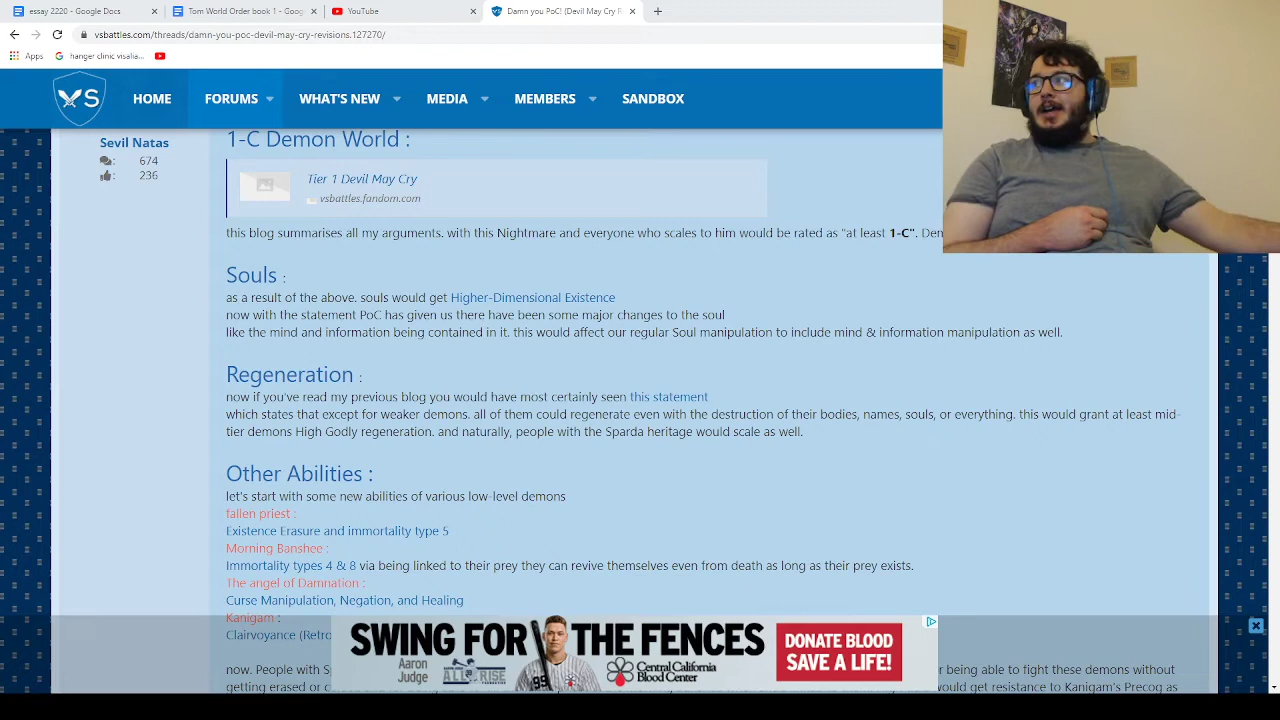 essay 2220 - Google Docs
Tom World Order book 1 - Goog
YouTube
Damn you PoC! (Devil May Cry R
vsbattles.com/threads/damn-you-poc-devil-may-cry-revisions.127270/
Apps
hanger clinic visalia...
VS
HOME
FORUMS
WHAT'S NEW
MEDIA
MEMBERS
SANDBOX
Sevil Natas
674
236
1-C Demon World :
Tier 1 Devil May Cry
vsbattles.fandom.com
this blog summarises all my arguments. with this Nightmare and everyone who scales to him would be rated as "at least 1-C". Den
Souls :
as a result of the above. souls would get Higher-Dimensional Existence
now with the statement PoC has given us there have been some major changes to the soul
like the mind and information being contained in it. this would affect our regular Soul manipulation to include mind & information manipulation as well.
Regeneration :
now if you've read my previous blog you would have most certainly seen this statement
which states that except for weaker demons. all of them could regenerate even with the destruction of their bodies, names, souls, or everything. this would grant at least mid-
tier demons High Godly regeneration. and naturally, people with the Sparda heritage would scale as well.
Other Abilities :
let's start with some new abilities of various low-level demons
fallen priest :
Existence Erasure and immortality type 5
Morning Banshee :
Immortality types 4 & 8 via being linked to their prey they can revive themselves even from death as long as their prey exists.
The angel of Damnation :
Curse Manipulation, Negation, and Healing
Kanigam :
Clairvoyance (Retro
SWING FOR THE FENCES
Aaron Judge
ALL RISE
99
Central California Blood Center
DONATE BLOOD
SAVE A LIFE!
now. People with S
r being able to fight these demons without
getting erased or c
ould get resistance to Kanigam's Precog as